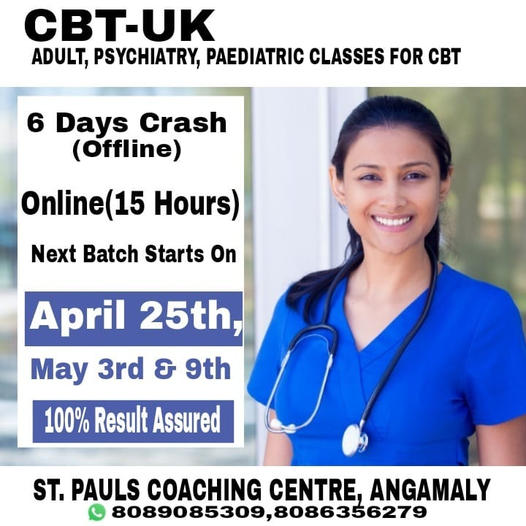 CBT-UK
ADULT, PSYCHIATRY, PAEDIATRIC CLASSES FOR CBT
6 Days Crash
(Offline)
Online(15 Hours)
Next Batch Starts On
April 25th,
May 3rd & 9th
100% Result Assured
ST. PAULS COACHING CENTRE, ANGAMALY
8089085309,8086356279